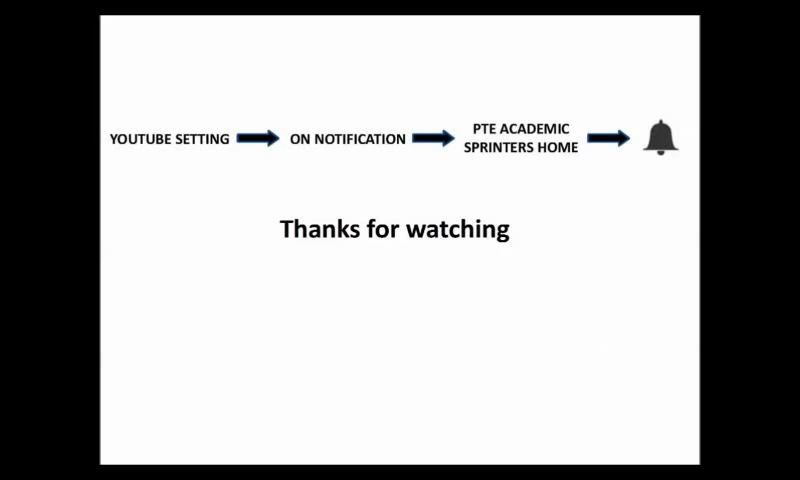 YOUTUBE SETTING
ON NOTIFICATION
PTE ACADEMIC
SPRINTERS HOME
Thanks for watching